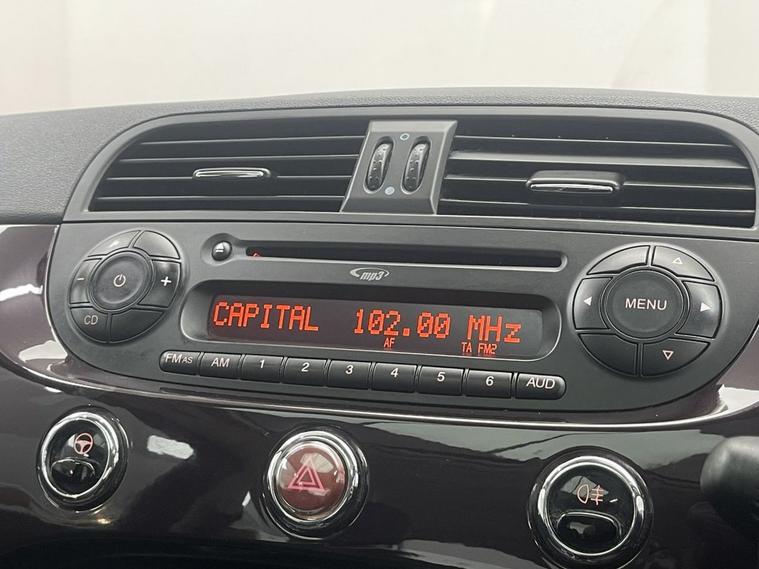 mp3
CAPITAL 102.00 MHz
AF TA FM2
CD
MENU
FM AS AM 1 2 3 4 5 6 AUD